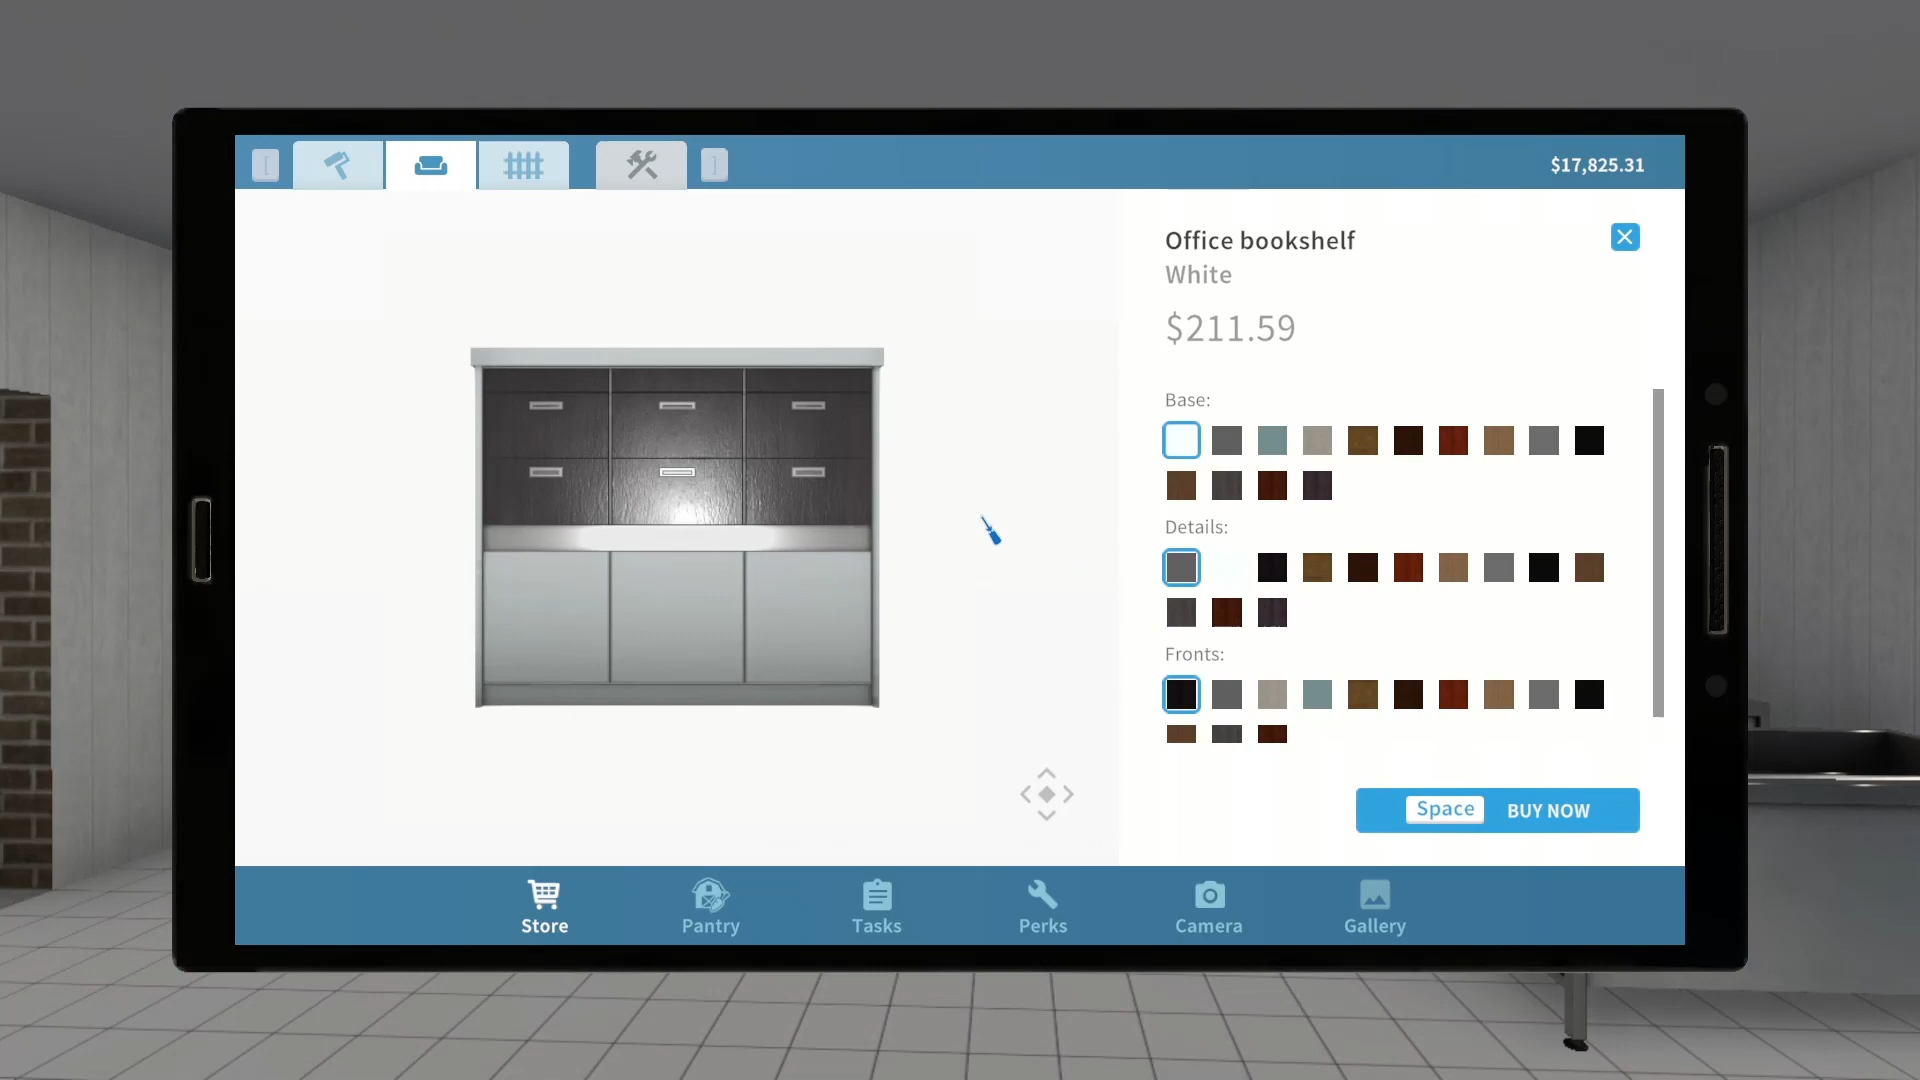 [
]
$17,825.31
Office bookshelf
White
$211.59
Base:
Details:
Fronts:
Space BUY NOW
Store
Pantry
Tasks
Perks
Camera
Gallery